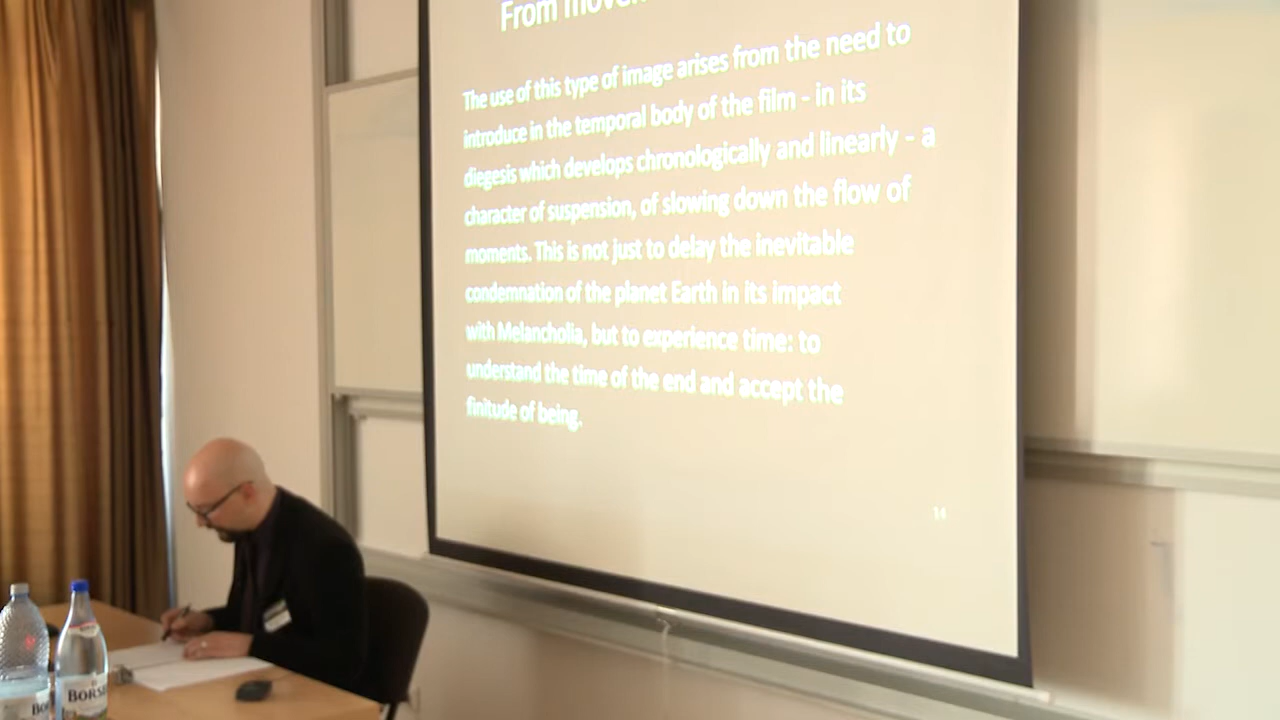 From
The use of this type of image arises from the need to
introduce in the temporal body of the film - in its
diegesis which develops chronologically and linearly - a
character of suspension, of slowing down the flow of
moments. This is not just to delay the inevitable
condemnation of the planet Earth in its impact
with Melancholia, but to experience time: to
understand the time of the end and accept the
finitude of being.
14